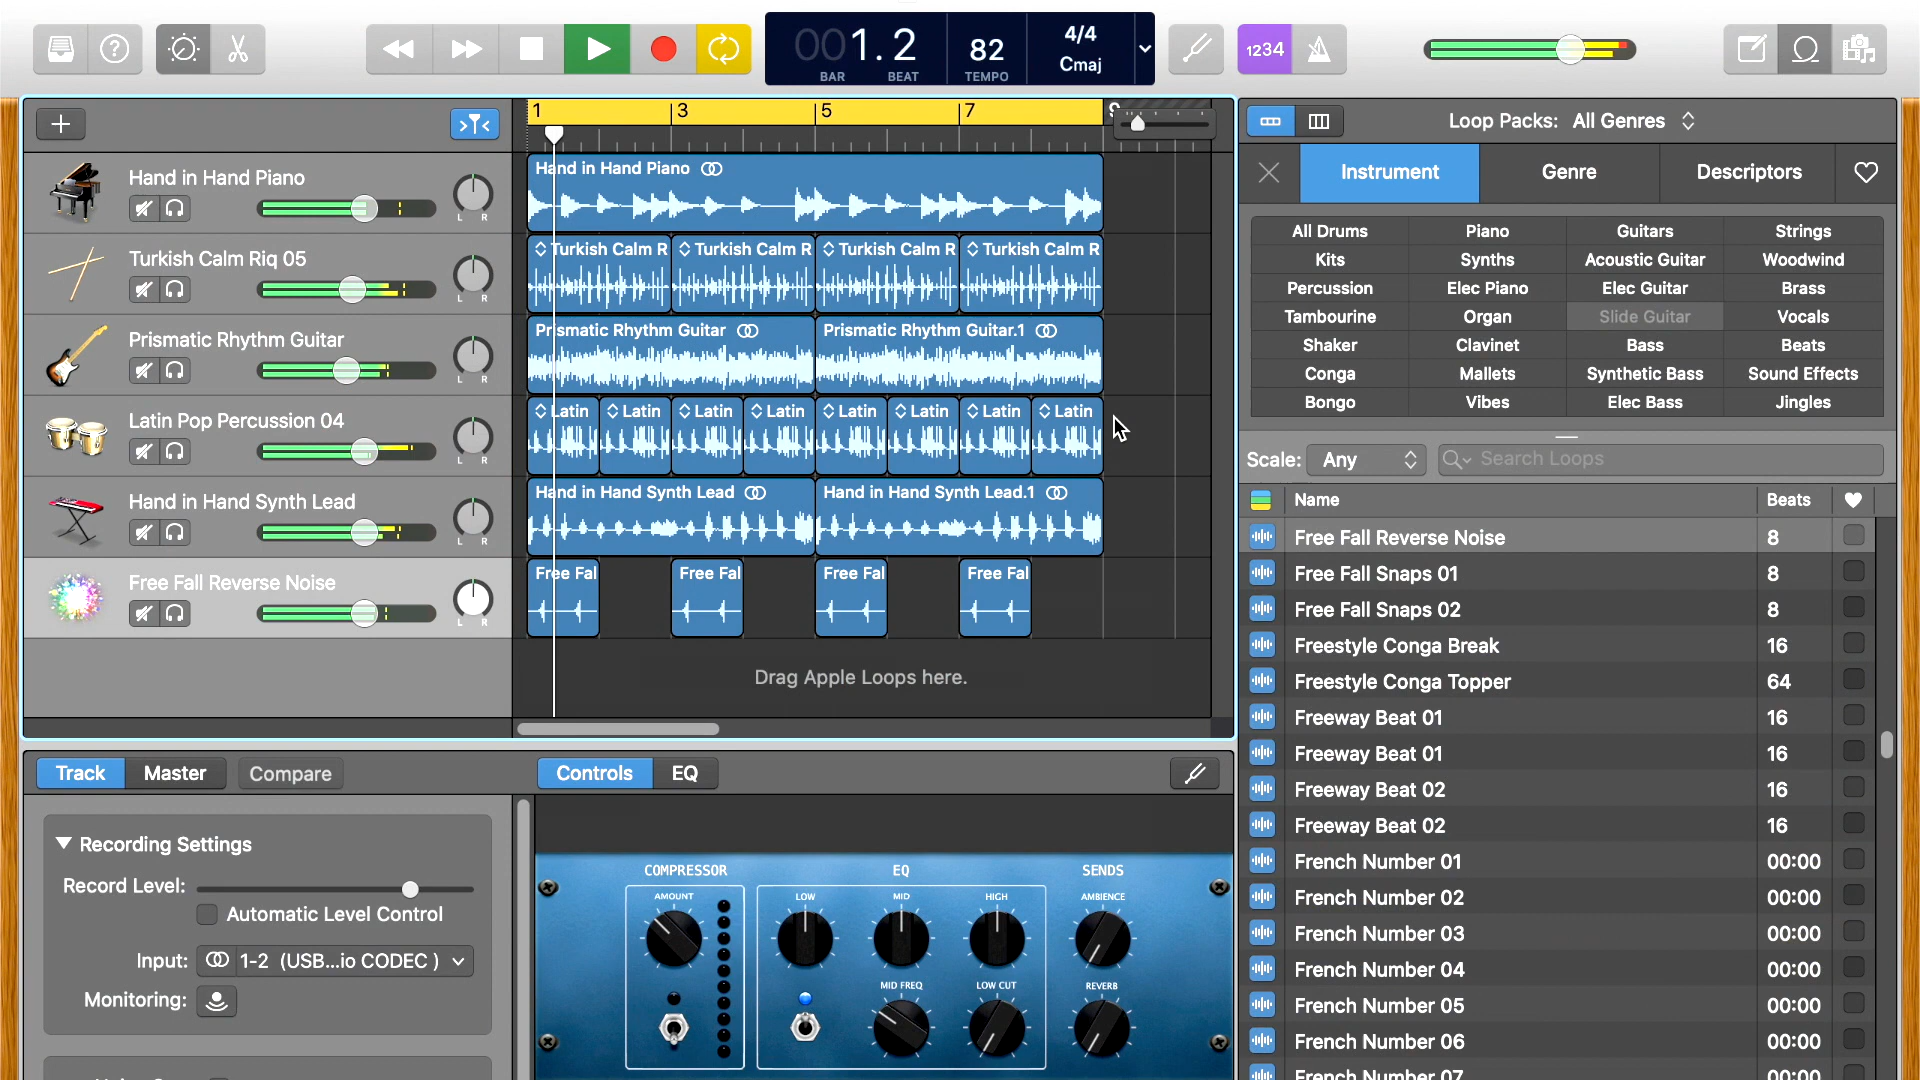 001.2
BAR
BEAT
82
TEMPO
4/4
Cmaj
1234
1
3
5
7
9
Loop Packs: All Genres
Instrument
Genre
Descriptors
Hand in Hand Piano
L R
Hand in Hand Piano
All Drums
Piano
Guitars
Strings
Kits
Synths
Acoustic Guitar
Woodwind
Percussion
Elec Piano
Elec Guitar
Brass
Tambourine
Organ
Slide Guitar
Vocals
Shaker
Clavinet
Bass
Beats
Conga
Mallets
Synthetic Bass
Sound Effects
Bongo
Vibes
Elec Bass
Jingles
Turkish Calm Riq 05
L R
Turkish Calm R
Turkish Calm R
Turkish Calm R
Turkish Calm R
Prismatic Rhythm Guitar
L R
Prismatic Rhythm Guitar
Prismatic Rhythm Guitar.1
Latin Pop Percussion 04
L R
Latin
Latin
Latin
Latin
Latin
Latin
Latin
Latin
Hand in Hand Synth Lead
L R
Hand in Hand Synth Lead
Hand in Hand Synth Lead.1
Free Fall Reverse Noise
L R
Free Fal
Free Fal
Free Fal
Free Fal
Drag Apple Loops here.
Scale: Any
Search Loops
Name
Beats
Free Fall Reverse Noise 8
Free Fall Snaps 01 8
Free Fall Snaps 02 8
Freestyle Conga Break 16
Freestyle Conga Topper 64
Freeway Beat 01 16
Freeway Beat 01 16
Freeway Beat 02 16
Freeway Beat 02 16
French Number 01 00:00
French Number 02 00:00
French Number 03 00:00
French Number 04 00:00
French Number 05 00:00
French Number 06 00:00
French Number 07 00:00
Track
Master
Compare
Controls
EQ
Recording Settings
Record Level:
Automatic Level Control
Input: 1-2 (USB...io CODEC )
Monitoring:
COMPRESSOR
EQ
SENDS
AMOUNT
LOW
MID
HIGH
AMBIENCE
MID FREQ
LOW CUT
REVERB